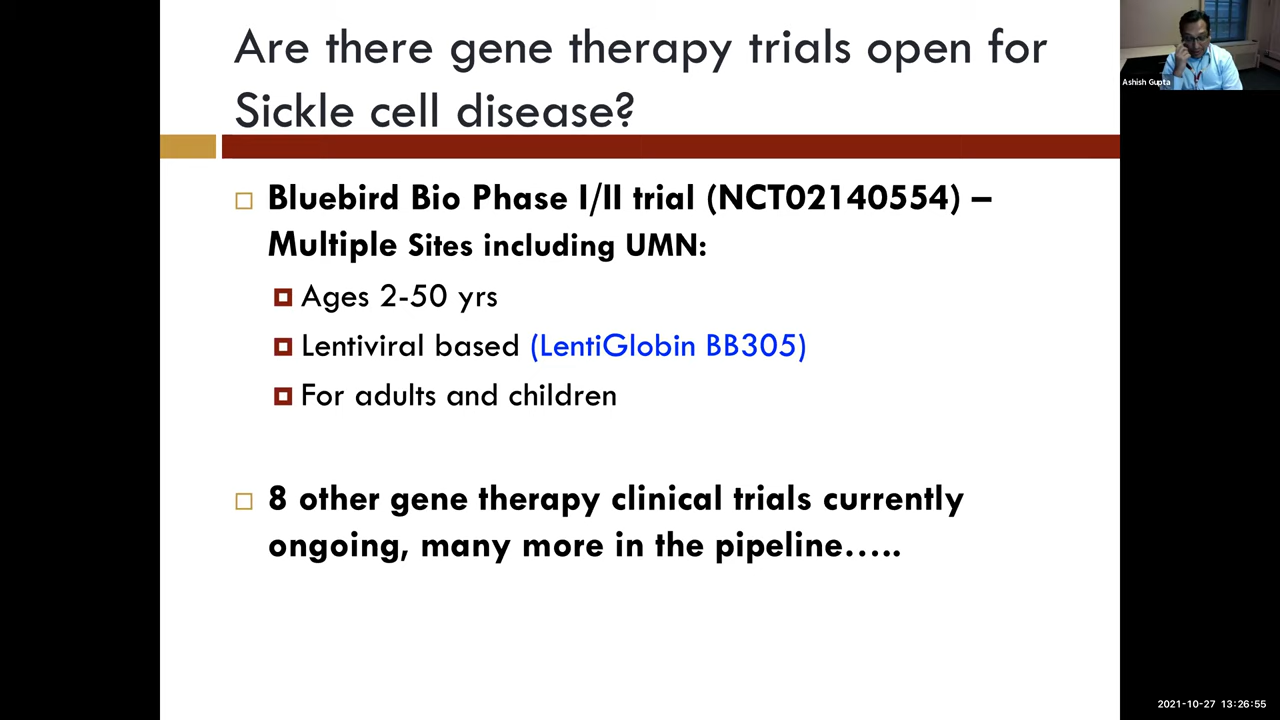 Are there gene therapy trials open for
Sickle cell disease?
Ashish Gupta
Bluebird Bio Phase I/II trial (NCT02140554) –
Multiple Sites including UMN:
Ages 2-50 yrs
Lentiviral based (LentiGlobin BB305)
For adults and children
8 other gene therapy clinical trials currently
ongoing, many more in the pipeline…..
2021-10-27 13:26:55